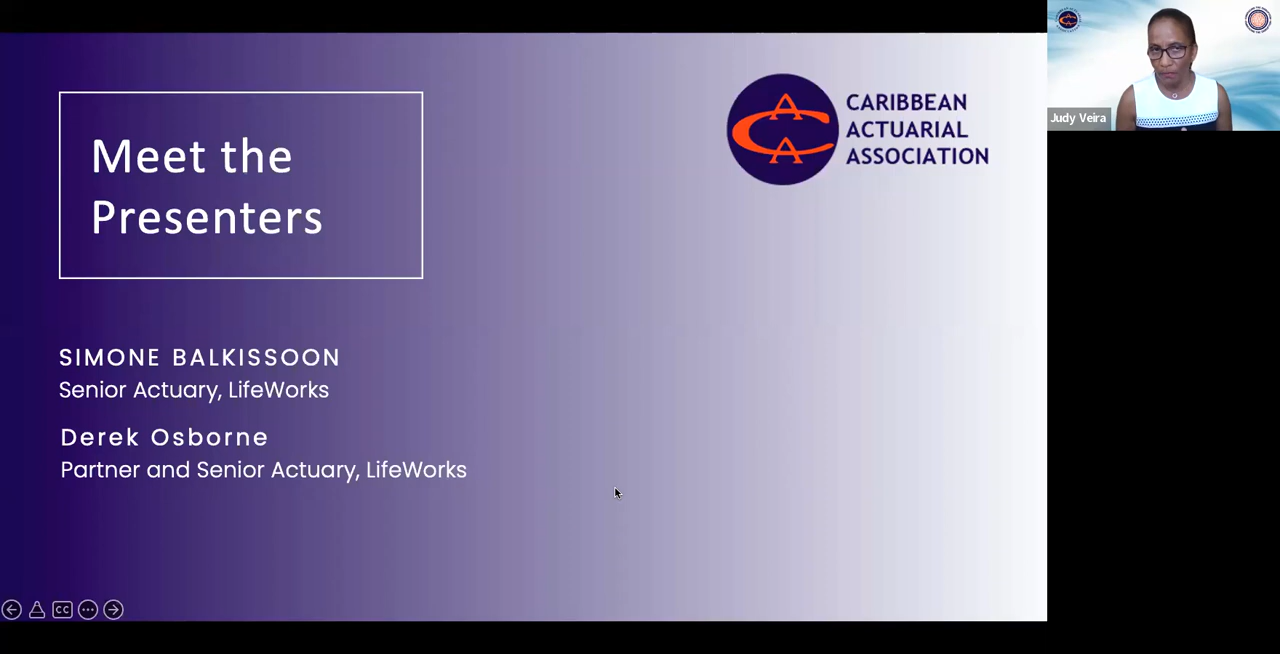 Meet the
Presenters
CARIBBEAN
ACTUARIAL
ASSOCIATION
SIMONE BALKISSOON
Senior Actuary, LifeWorks
Derek Osborne
Partner and Senior Actuary, LifeWorks
CC
Judy Veira